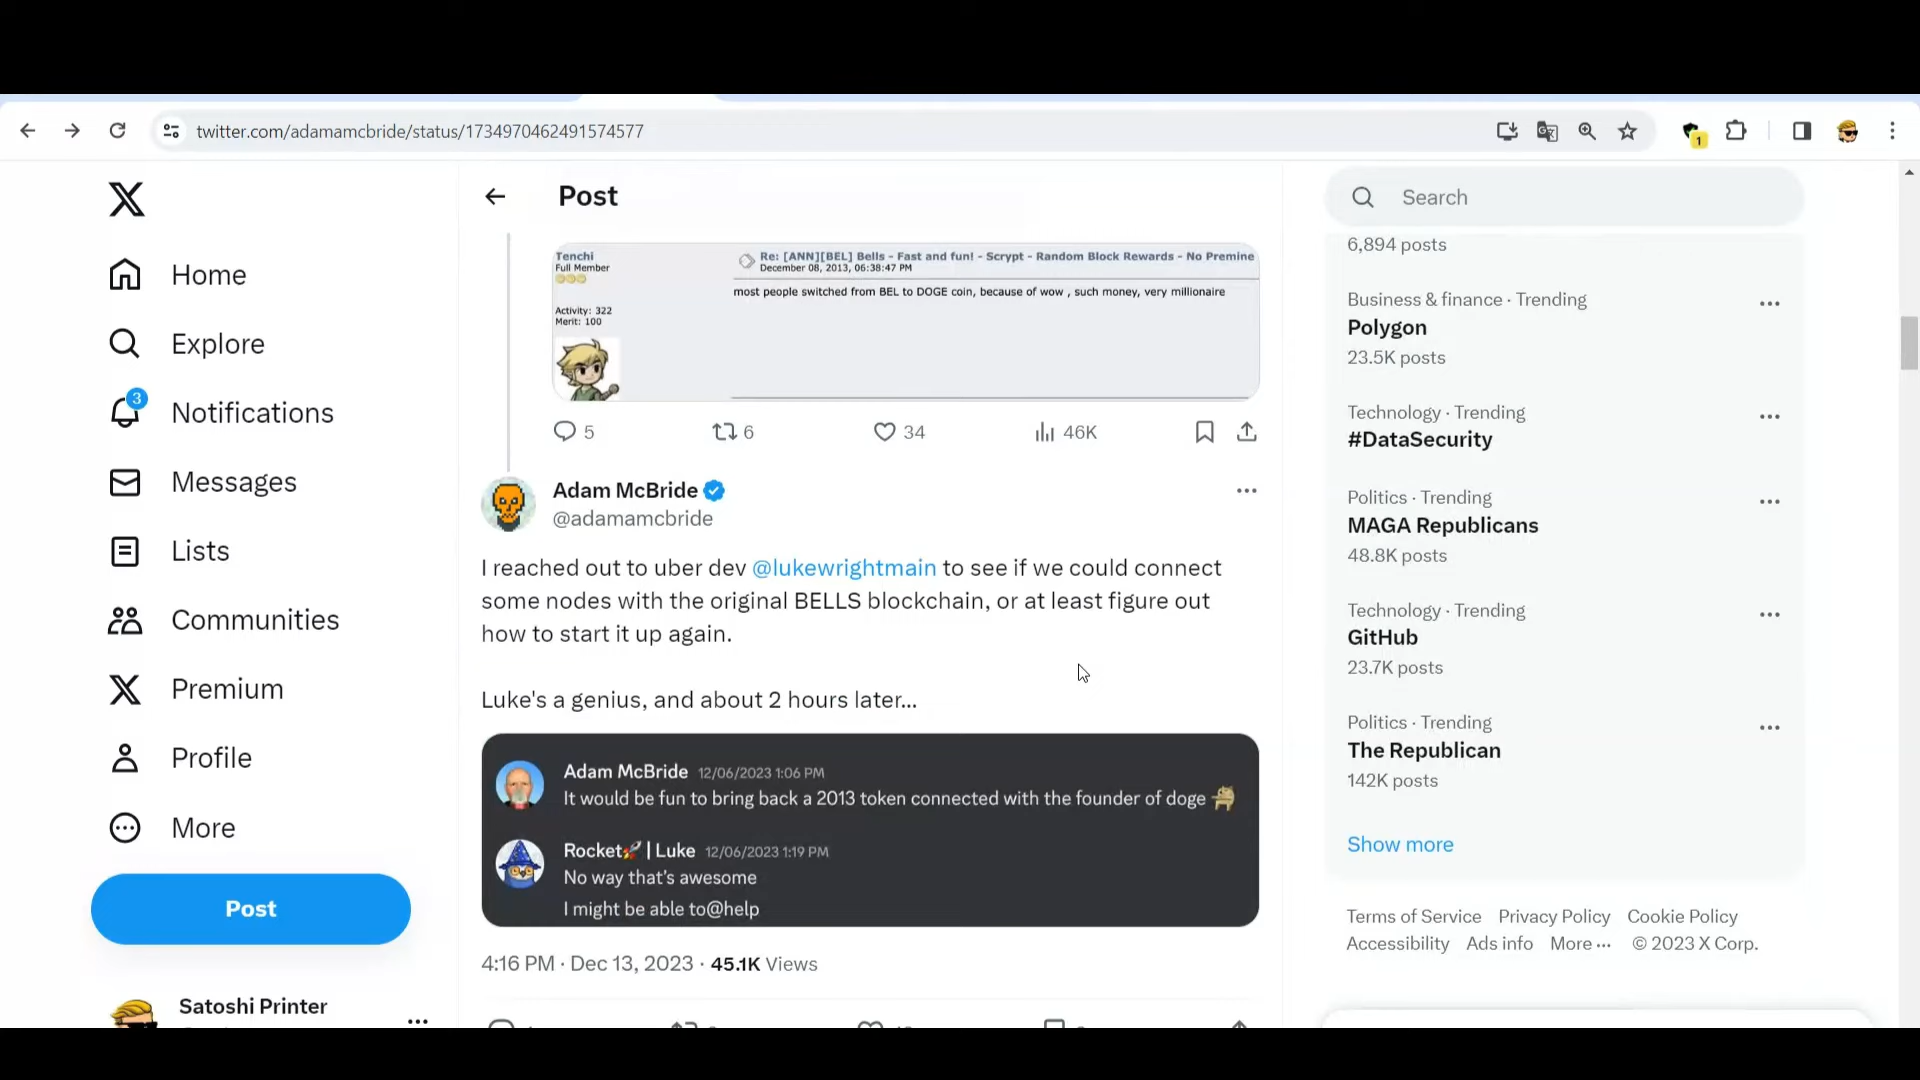 twitter.com/adamamcbride/status/1734970462491574577
1
Home
Explore
3
Notifications
Messages
Lists
Communities
Premium
Profile
More
Post
Satoshi Printer
Post
Tenchi
Full Member
Activity: 322
Merit: 100
Re: [ANN][BEL] Bells - Fast and fun! - Scrypt - Random Block Rewards - No Premine
December 08, 2013, 06:38:47 PM
most people switched from BEL to DOGE coin, because of wow , such money, very millionaire
5 6 34 46K
Adam McBride
@adamamcbride
I reached out to uber dev @lukewrightmain to see if we could connect
some nodes with the original BELLS blockchain, or at least figure out
how to start it up again.
Luke's a genius, and about 2 hours later...
Adam McBride 12/06/2023 1:06 PM
It would be fun to bring back a 2013 token connected with the founder of doge
Rocket🚀 | Luke 12/06/2023 1:19 PM
No way that's awesome
I might be able to@help
4:16 PM · Dec 13, 2023 · 45.1K Views
Search
6,894 posts
Business & finance · Trending
Polygon
23.5K posts
Technology · Trending
#DataSecurity
Politics · Trending
MAGA Republicans
48.8K posts
Technology · Trending
GitHub
23.7K posts
Politics · Trending
The Republican
142K posts
Show more
Terms of Service Privacy Policy Cookie Policy
Accessibility Ads info More ··· © 2023 X Corp.